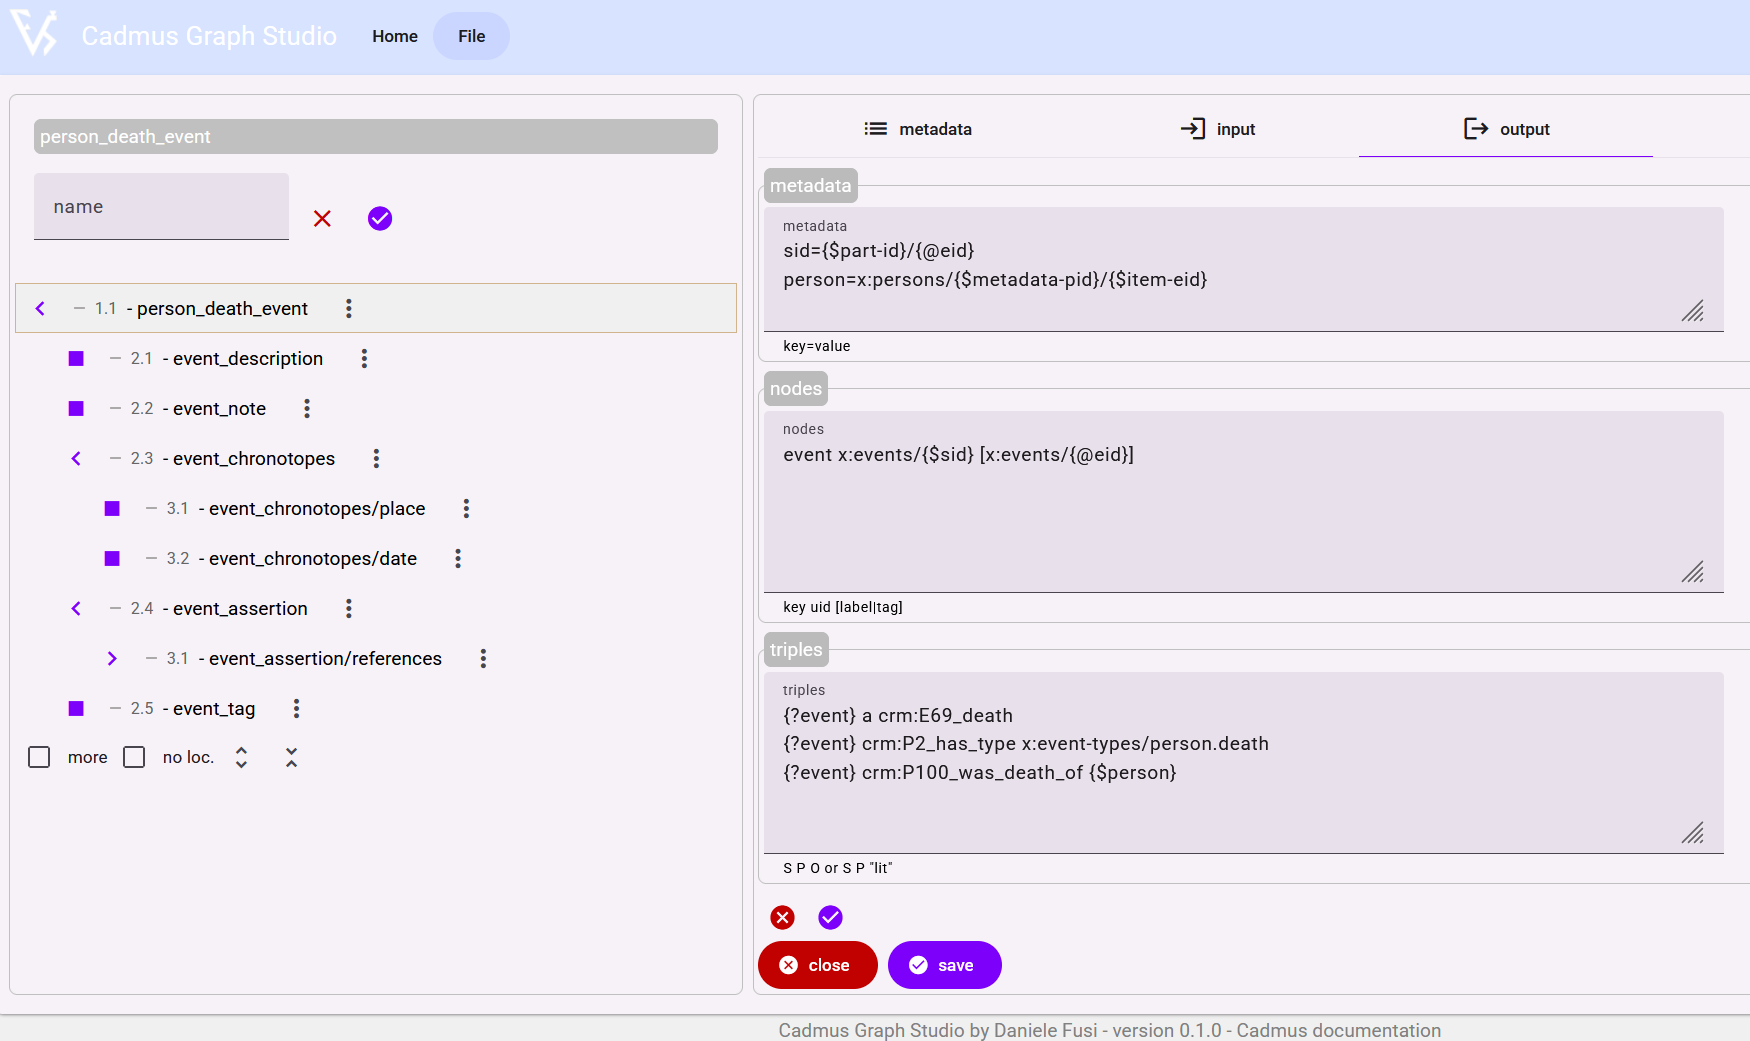 Cadmus Graph Studio Home File
person_death_event
name
1.1 - person_death_event
2.1 - event_description
2.2 - event_note
2.3 - event_chronotopes
3.1 - event_chronotopes/place
3.2 - event_chronotopes/date
2.4 - event_assertion
3.1 - event_assertion/references
2.5 - event_tag
more no loc.
metadata input output
metadata
metadata
sid={$part-id}/{@eid}
person=x:persons/{$metadata-pid}/{$item-eid}
key=value
nodes
nodes
event x:events/{$sid} [x:events/{@eid}]
key uid [label|tag]
triples
triples
{?event} a crm:E69_death
{?event} crm:P2_has_type x:event-types/person.death
{?event} crm:P100_was_death_of {$person}
S P O or S P "lit"
close save
Cadmus Graph Studio by Daniele Fusi - version 0.1.0 - Cadmus documentation